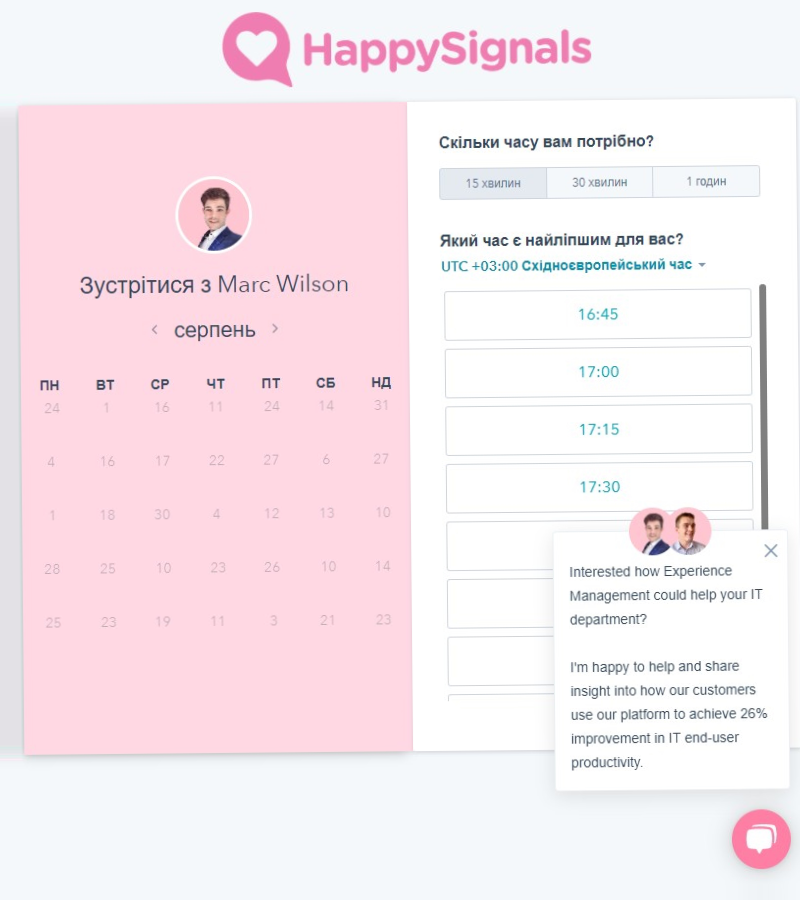 HappySignals
Зустрітися з Marc Wilson
серпень
ПН ВТ СР ЧТ ПТ СБ НД
24 1 16 11 24 14 31
4 16 17 22 27 6 27
1 18 30 4 12 13 10
28 25 10 23 26 10 14
25 23 19 11 3 21 23
Скільки часу вам потрібно?
15 хвилин 30 хвилин 1 годин
Який час є найліпшим для вас?
UTC +03:00 Східноєвропейський час
16:45
17:00
17:15
17:30
Interested how Experience
Management could help your IT
department?
I'm happy to help and share
insight into how our customers
use our platform to achieve 26%
improvement in IT end-user
productivity.